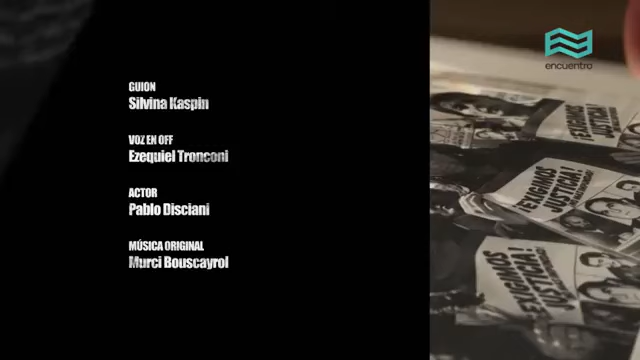 GUION
Silvina Kaspin
VOZ EN OFF
Ezequiel Tronconi
ACTOR
Pablo Disciani
MÚSICA ORIGINAL
Murci Bouscayrol
encuentro
¡EXIGIMOS
JUSTICIA!
¡EXIGIMOS
JUSTICIA!
¡EXIGIMOS
JUSTICIA!